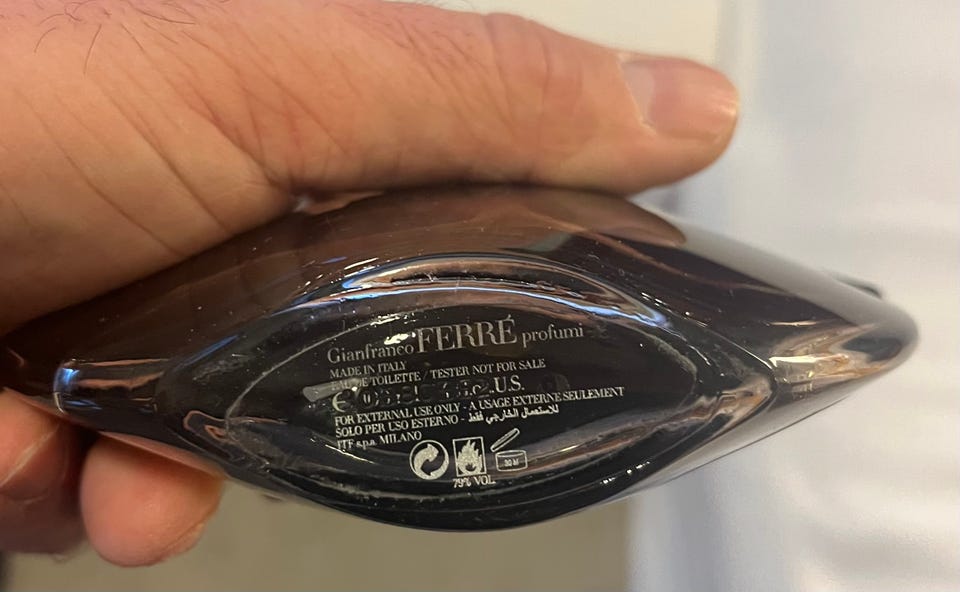 Gianfranco FERRÉ profumi
MADE IN ITALY
EAU DE TOILETTE / TESTER NOT FOR SALE
U.S.
FOR EXTERNAL USE ONLY - A USAGE EXTERNE SEULEMENT
SOLO PER USO ESTERNO - للاستعمال الخارجي فقط
ITF s.p.a. MILANO
30 M
79% VOL